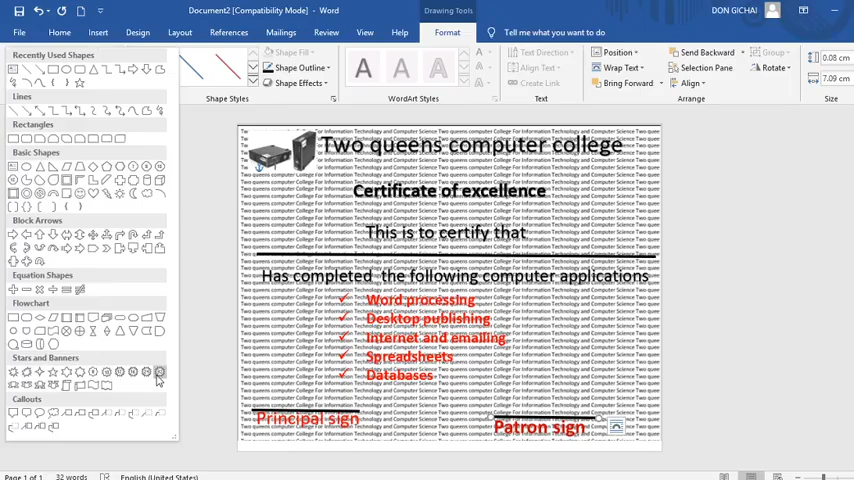 Document2 [Compatibility Mode] - Word
Drawing Tools
DON GICHAI
File Home Insert Draw Design Layout References Mailings Review View Help Format Tell me what you want to do
Recently Used Shapes
Lines
Rectangles
Basic Shapes
Block Arrows
Equation Shapes
Flowchart
Stars and Banners
Callouts
Shape Fill
Shape Outline
Shape Effects
Shape Styles
A A A
WordArt Styles
Text Direction
Align Text
Create Link
Text
Position
Wrap Text
Bring Forward
Send Backward
Selection Pane
Align
Group
Rotate
Arrange
0.08 cm
7.09 cm
Two queens computer college
Certificate of excellence
This is to certify that
Has completed the following computer applications
✓ Word processing
✓ Desktop publishing
✓ Internet and emailing
✓ Spreadsheets
✓ Databases
Principal sign
Patron sign
Page 1 of 1 32 words English (United States)